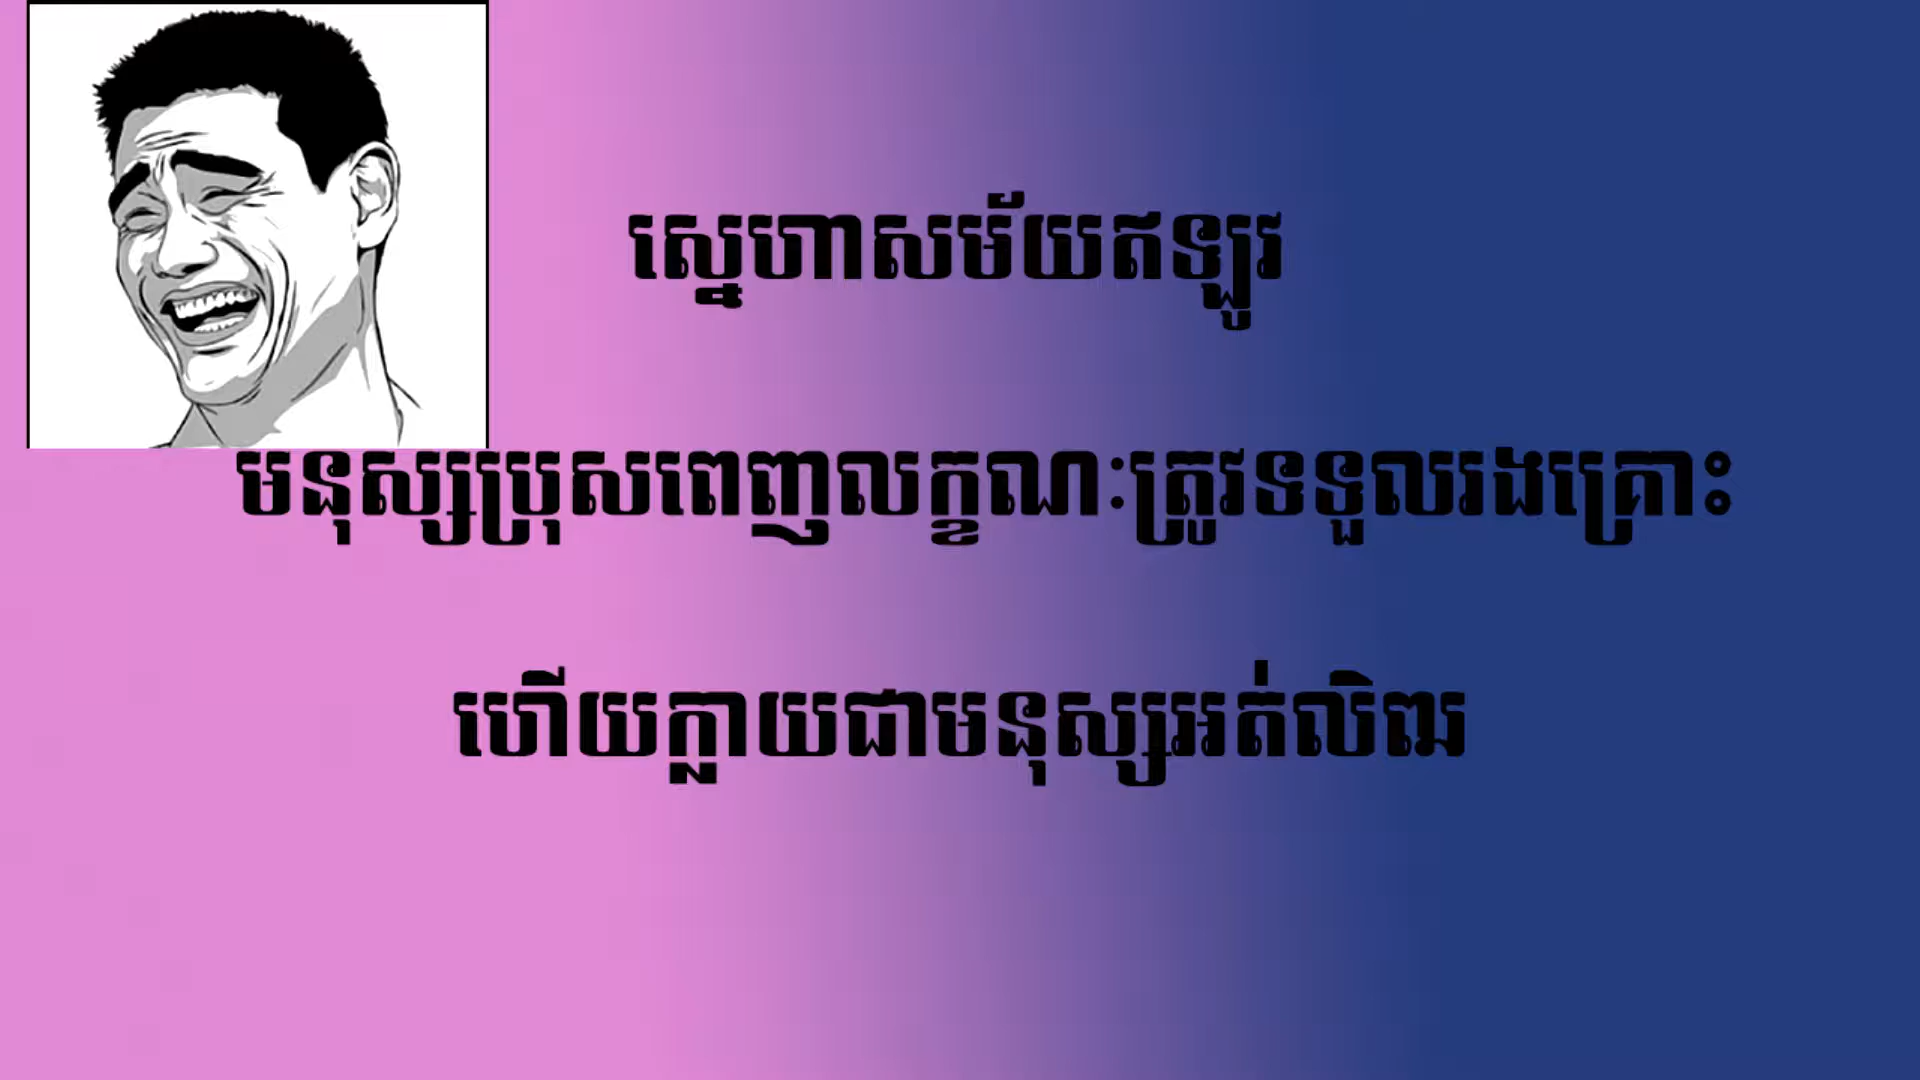 ស្នេហាសម័យឥឡូវ
មនុស្សប្រុសពេញលក្ខណៈត្រូវទទួលរងគ្រោះ
ហើយក្លាយជាមនុស្សអត់លិឍ